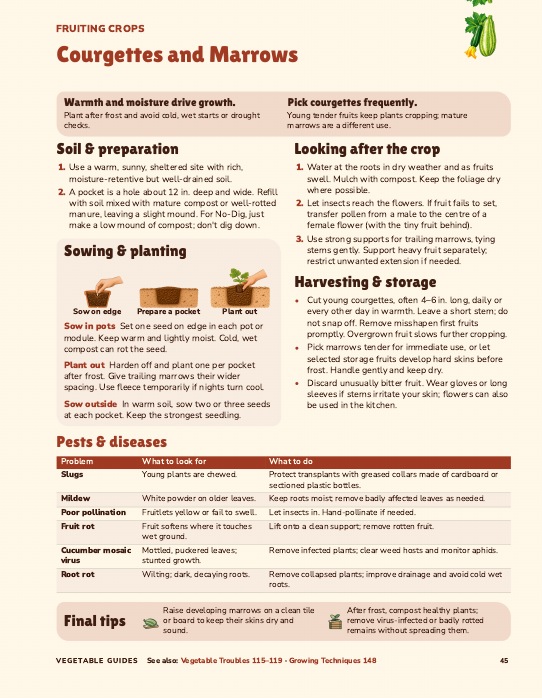 FRUITING CROPS
Courgettes and Marrows
Warmth and moisture drive growth.
Plant after frost and avoid cold, wet starts or drought
checks.
Pick courgettes frequently.
Young tender fruits keep plants cropping; mature
marrows are a different use.
Soil & preparation
1. Use a warm, sunny, sheltered site with rich,
moisture-retentive but well-drained soil.
2. A pocket is a hole about 12 in. deep and wide. Refill
with soil mixed with mature compost or well-rotted
manure, leaving a slight mound. For No-Dig, just
make a low mound of compost; don't dig down.
Sowing & planting
Sow on edge
Prepare a pocket
Plant out
Sow in pots Set one seed on edge in each pot or
module. Keep warm and lightly moist. Cold, wet
compost can rot the seed.
Plant out Harden off and plant one per pocket
after frost. Give trailing marrows their wider
spacing. Use fleece temporarily if nights turn cool.
Sow outside In warm soil, sow two or three seeds
at each pocket. Keep the strongest seedling.
Looking after the crop
1. Water at the roots in dry weather and as fruits
swell. Mulch with compost. Keep the foliage dry
where possible.
2. Let insects reach the flowers. If fruit fails to set,
transfer pollen from a male to the centre of a
female flower (with the tiny fruit behind).
3. Use strong supports for trailing marrows, tying
stems gently. Support heavy fruit separately;
restrict unwanted extension if needed.
Harvesting & storage
• Cut young courgettes, often 4–6 in. long, daily or
every other day in warmth. Leave a short stem; do
not snap off. Remove misshapen first fruits
promptly. Overgrown fruit slows further cropping.
• Pick marrows tender for immediate use, or let
selected storage fruits develop hard skins before
frost. Handle gently and keep dry.
• Discard unusually bitter fruit. Wear gloves or long
sleeves if stems irritate your skin; flowers can also
be used in the kitchen.
Pests & diseases
Problem What to look for What to do
Slugs Young plants are chewed. Protect transplants with greased collars made of cardboard or
sectioned plastic bottles.
Mildew White powder on older leaves. Keep roots moist; remove badly affected leaves as needed.
Poor pollination Fruitlets yellow or fail to swell. Let insects in. Hand-pollinate if needed.
Fruit rot Fruit softens where it touches Lift onto a clean support; remove rotten fruit.
wet ground.
Cucumber mosaic Mottled, puckered leaves; Remove infected plants; clear weed hosts and monitor aphids.
virus stunted growth.
Root rot Wilting; dark, decaying roots. Remove collapsed plants; improve drainage and avoid cold wet
roots.
Final tips
Raise developing marrows on a clean tile
or board to keep their skins dry and
sound.
After frost, compost healthy plants;
remove virus-infected or badly rotted
remains without spreading them.
VEGETABLE GUIDES See also: Vegetable Troubles 115–119 · Growing Techniques 148 45